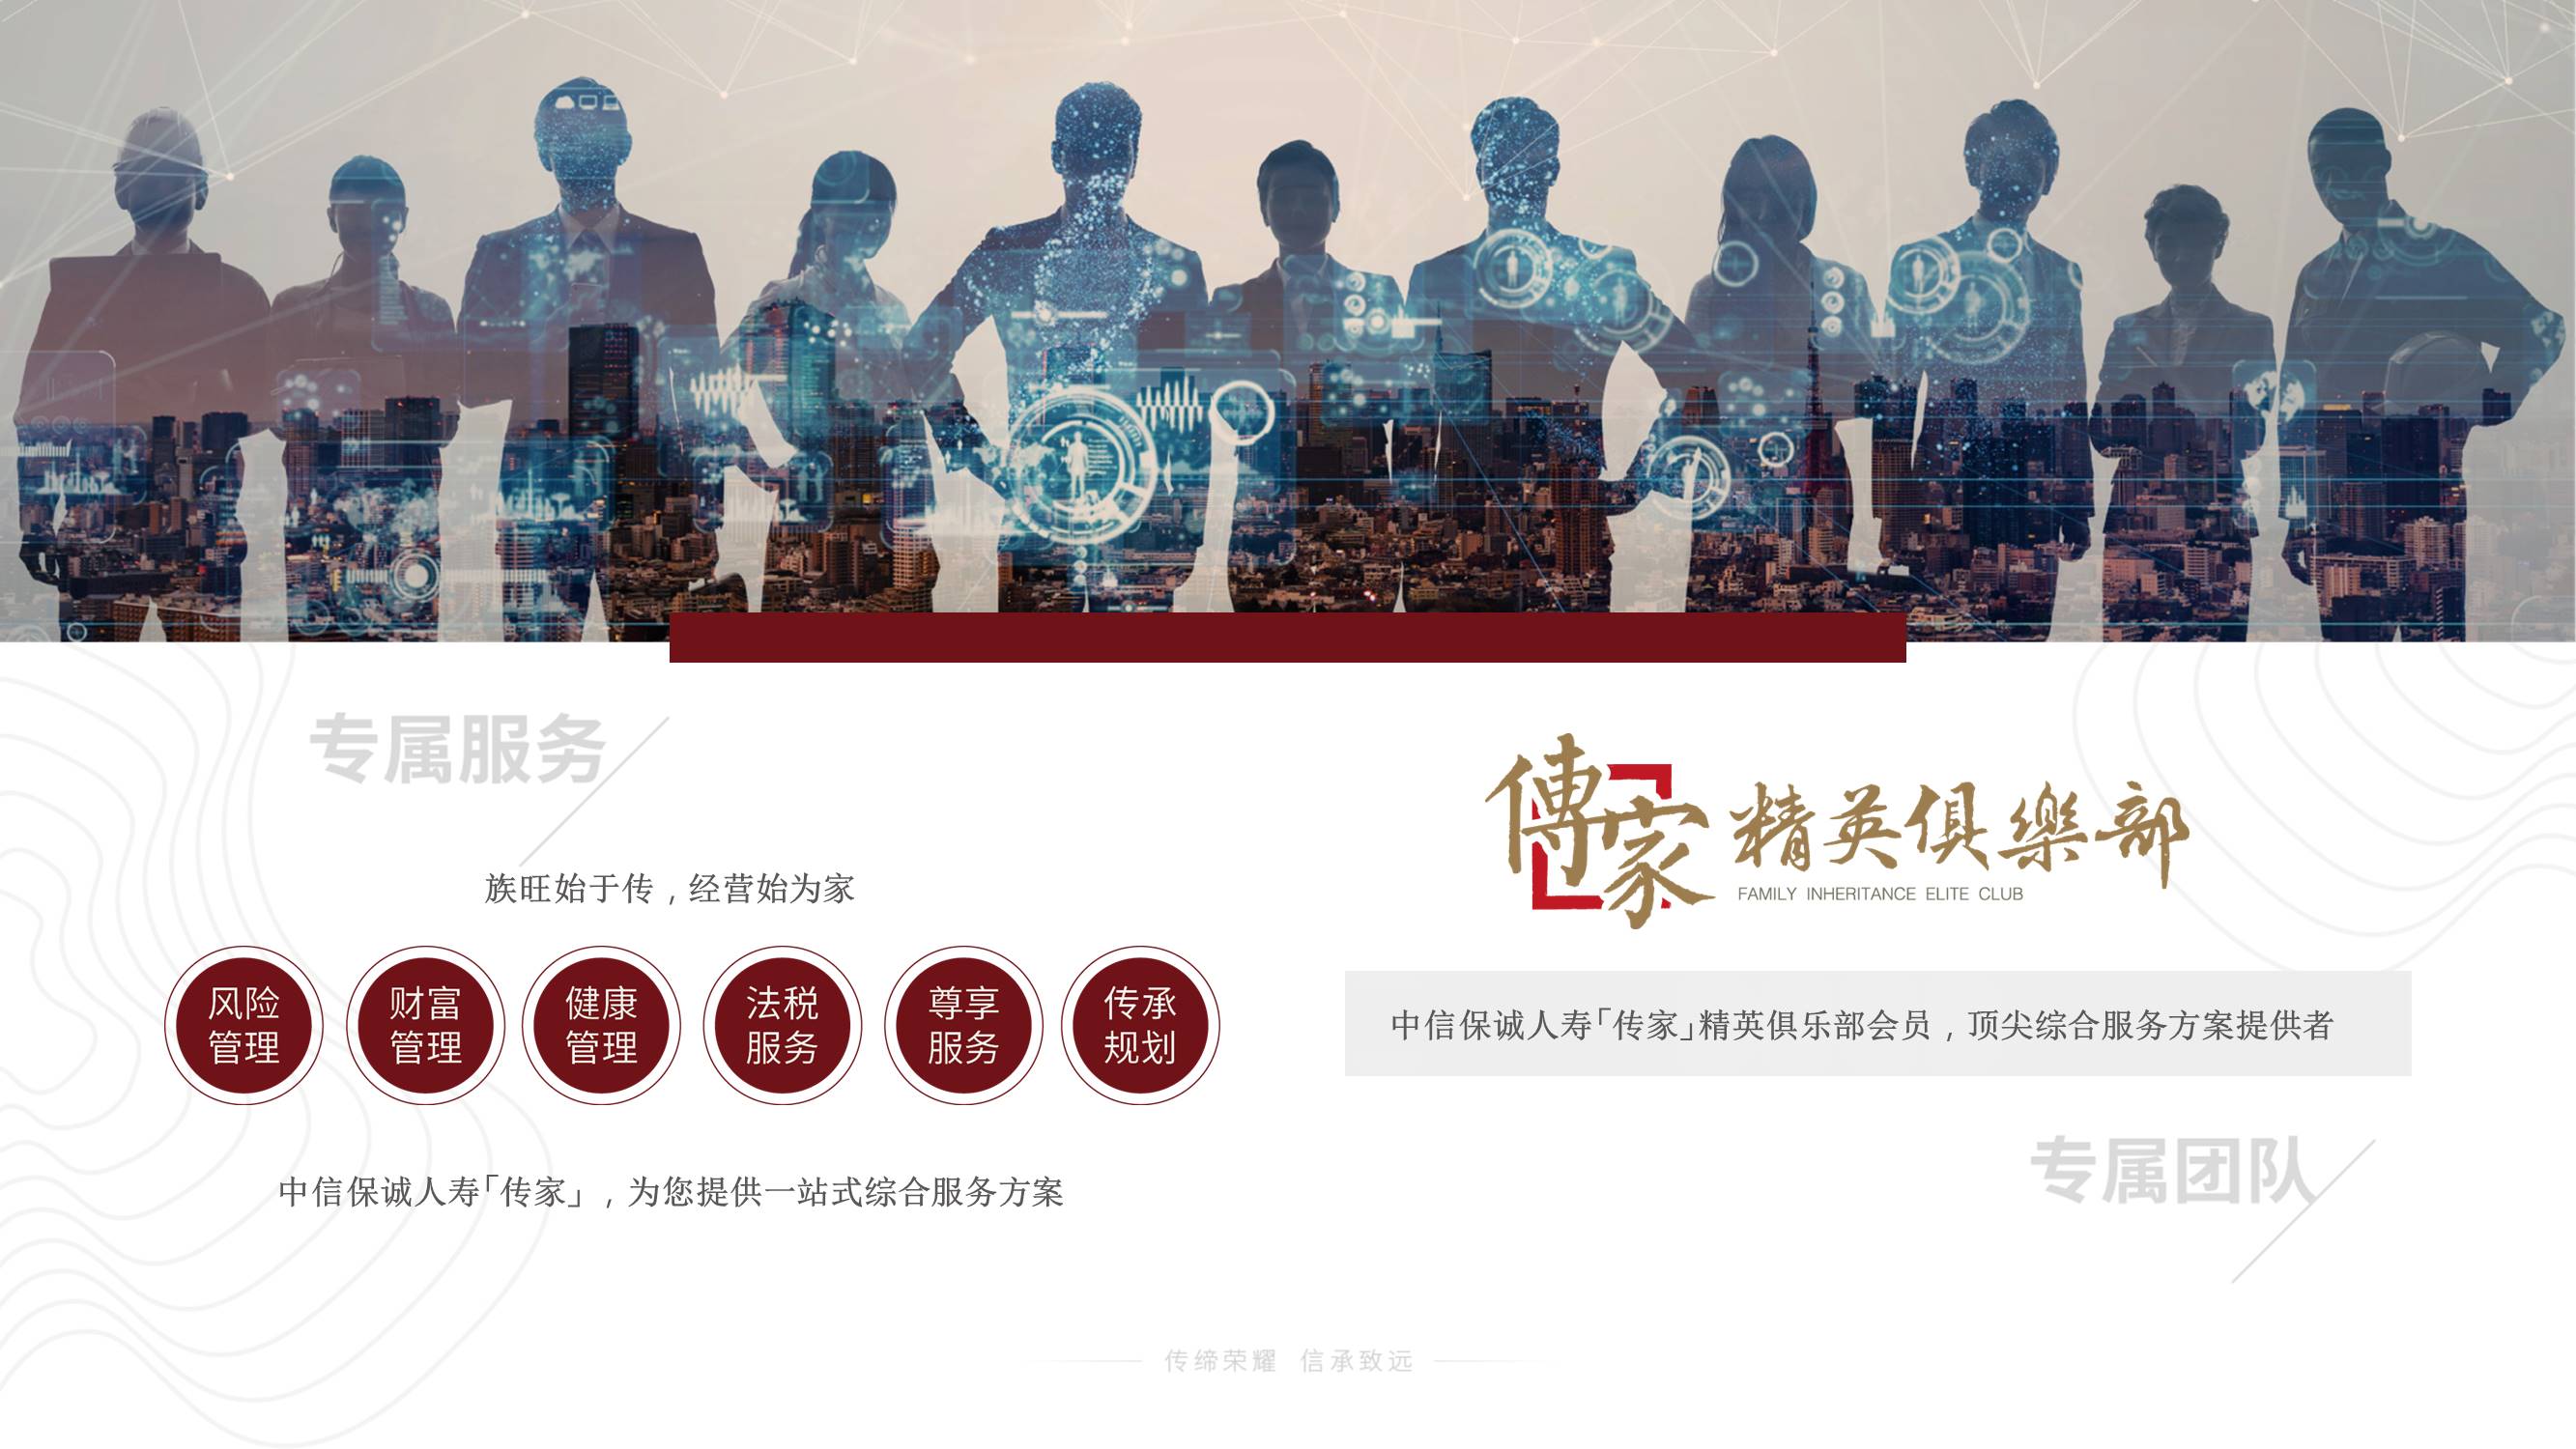 专属服务
族旺始于传，经营始为家
风险
管理
财富
管理
健康
管理
法税
服务
尊享
服务
传承
规划
中信保诚人寿「传家」，为您提供一站式综合服务方案
傳家精英俱樂部
FAMILY INHERITANCE ELITE CLUB
中信保诚人寿「传家」精英俱乐部会员，顶尖综合服务方案提供者
专属团队
传缔荣耀 信承致远